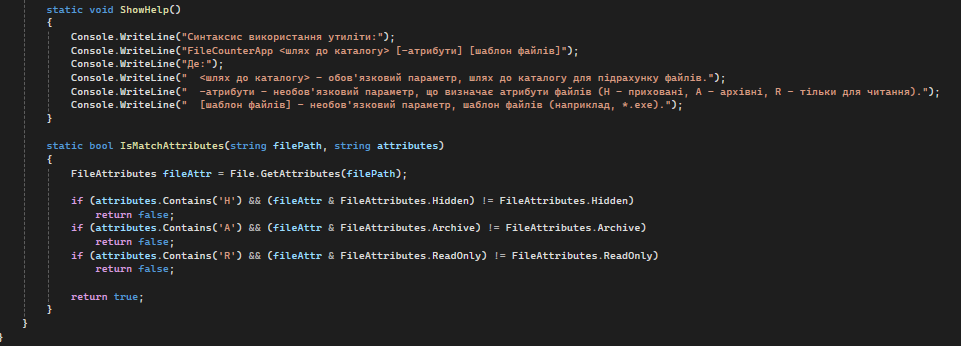 static void ShowHelp()
{
Console.WriteLine("Синтаксис використання утиліти:");
Console.WriteLine("FileCounterApp <шлях до каталогу> [-атрибути] [шаблон файлів]");
Console.WriteLine("Де:");
Console.WriteLine("  <шлях до каталогу> - обов'язковий параметр, шлях до каталогу для підрахунку файлів.");
Console.WriteLine("  -атрибути - необов'язковий параметр, що визначає атрибути файлів (H - приховані, A - архівні, R - тільки для читання).");
Console.WriteLine("  [шаблон файлів] - необов'язковий параметр, шаблон файлів (наприклад, *.exe).");
}
static bool IsMatchAttributes(string filePath, string attributes)
{
FileAttributes fileAttr = File.GetAttributes(filePath);
if (attributes.Contains('H') && (fileAttr & FileAttributes.Hidden) != FileAttributes.Hidden)
return false;
if (attributes.Contains('A') && (fileAttr & FileAttributes.Archive) != FileAttributes.Archive)
return false;
if (attributes.Contains('R') && (fileAttr & FileAttributes.ReadOnly) != FileAttributes.ReadOnly)
return false;
return true;
}
}
}